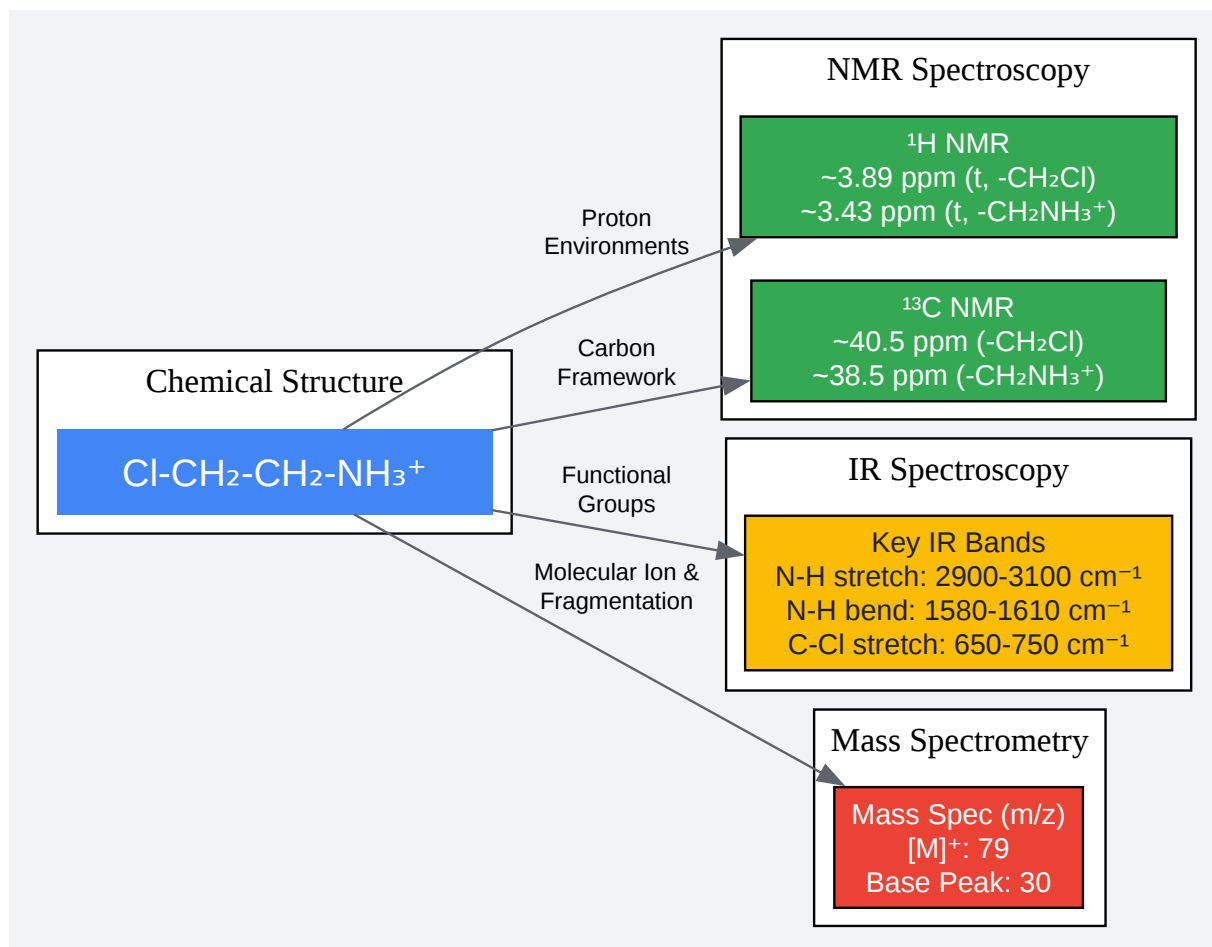 Chemical Structure
Cl-CH₂-CH₂-NH₃⁺
Proton
Environments
Carbon
Framework
Functional
Groups
Molecular Ion &
Fragmentation
NMR Spectroscopy
¹H NMR
~3.89 ppm (t, -CH₂Cl)
~3.43 ppm (t, -CH₂NH₃⁺)
¹³C NMR
~40.5 ppm (-CH₂Cl)
~38.5 ppm (-CH₂NH₃⁺)
IR Spectroscopy
Key IR Bands
N-H stretch: 2900-3100 cm⁻¹
N-H bend: 1580-1610 cm⁻¹
C-Cl stretch: 650-750 cm⁻¹
Mass Spectrometry
Mass Spec (m/z)
[M]⁺: 79
Base Peak: 30